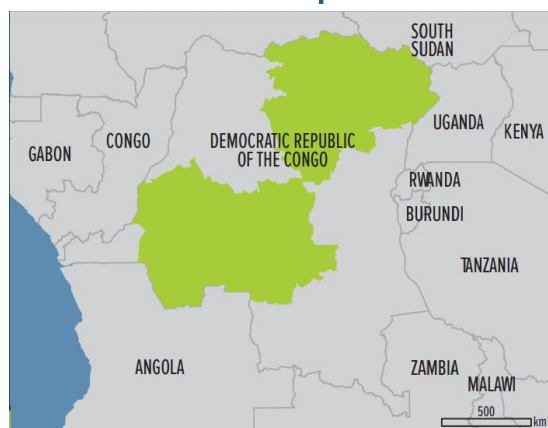 SOUTH
SUDAN
UGANDA
KENYA
CONGO
GABON
DEMOCRATIC REPUBLIC
OF THE CONGO
RWANDA
BURUNDI
TANZANIA
ANGOLA
ZAMBIA
MALAWI
500
km